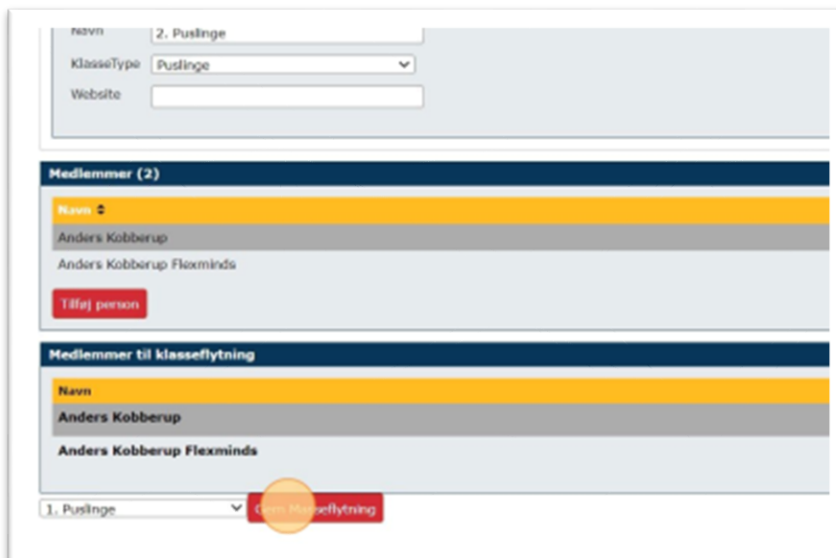 Navn 2. Puslinge
KlasseType Puslinge
Website
Medlemmer (2)
Navn
Anders Kobberup
Anders Kobberup Flexminds
Tilføj person
Medlemmer til klasseflytning
Navn
Anders Kobberup
Anders Kobberup Flexminds
1. Puslinge Gem Masseflytning